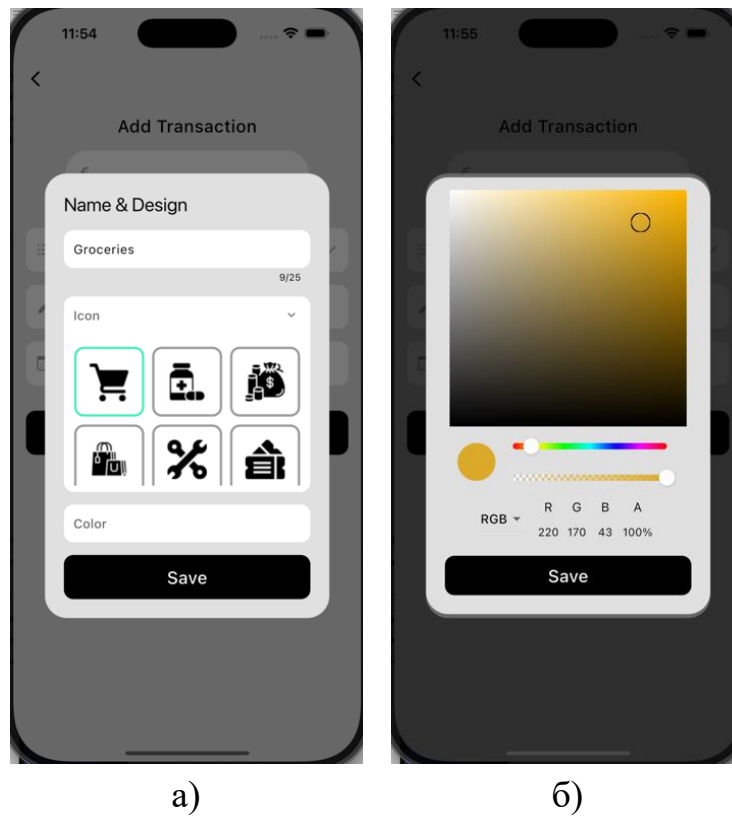 11:54
Add Transaction
Name & Design
Groceries
9/25
Icon
$
Color
Save
а)
11:55
Add Transaction
RGB
R G B A
220 170 43 100%
Save
б)